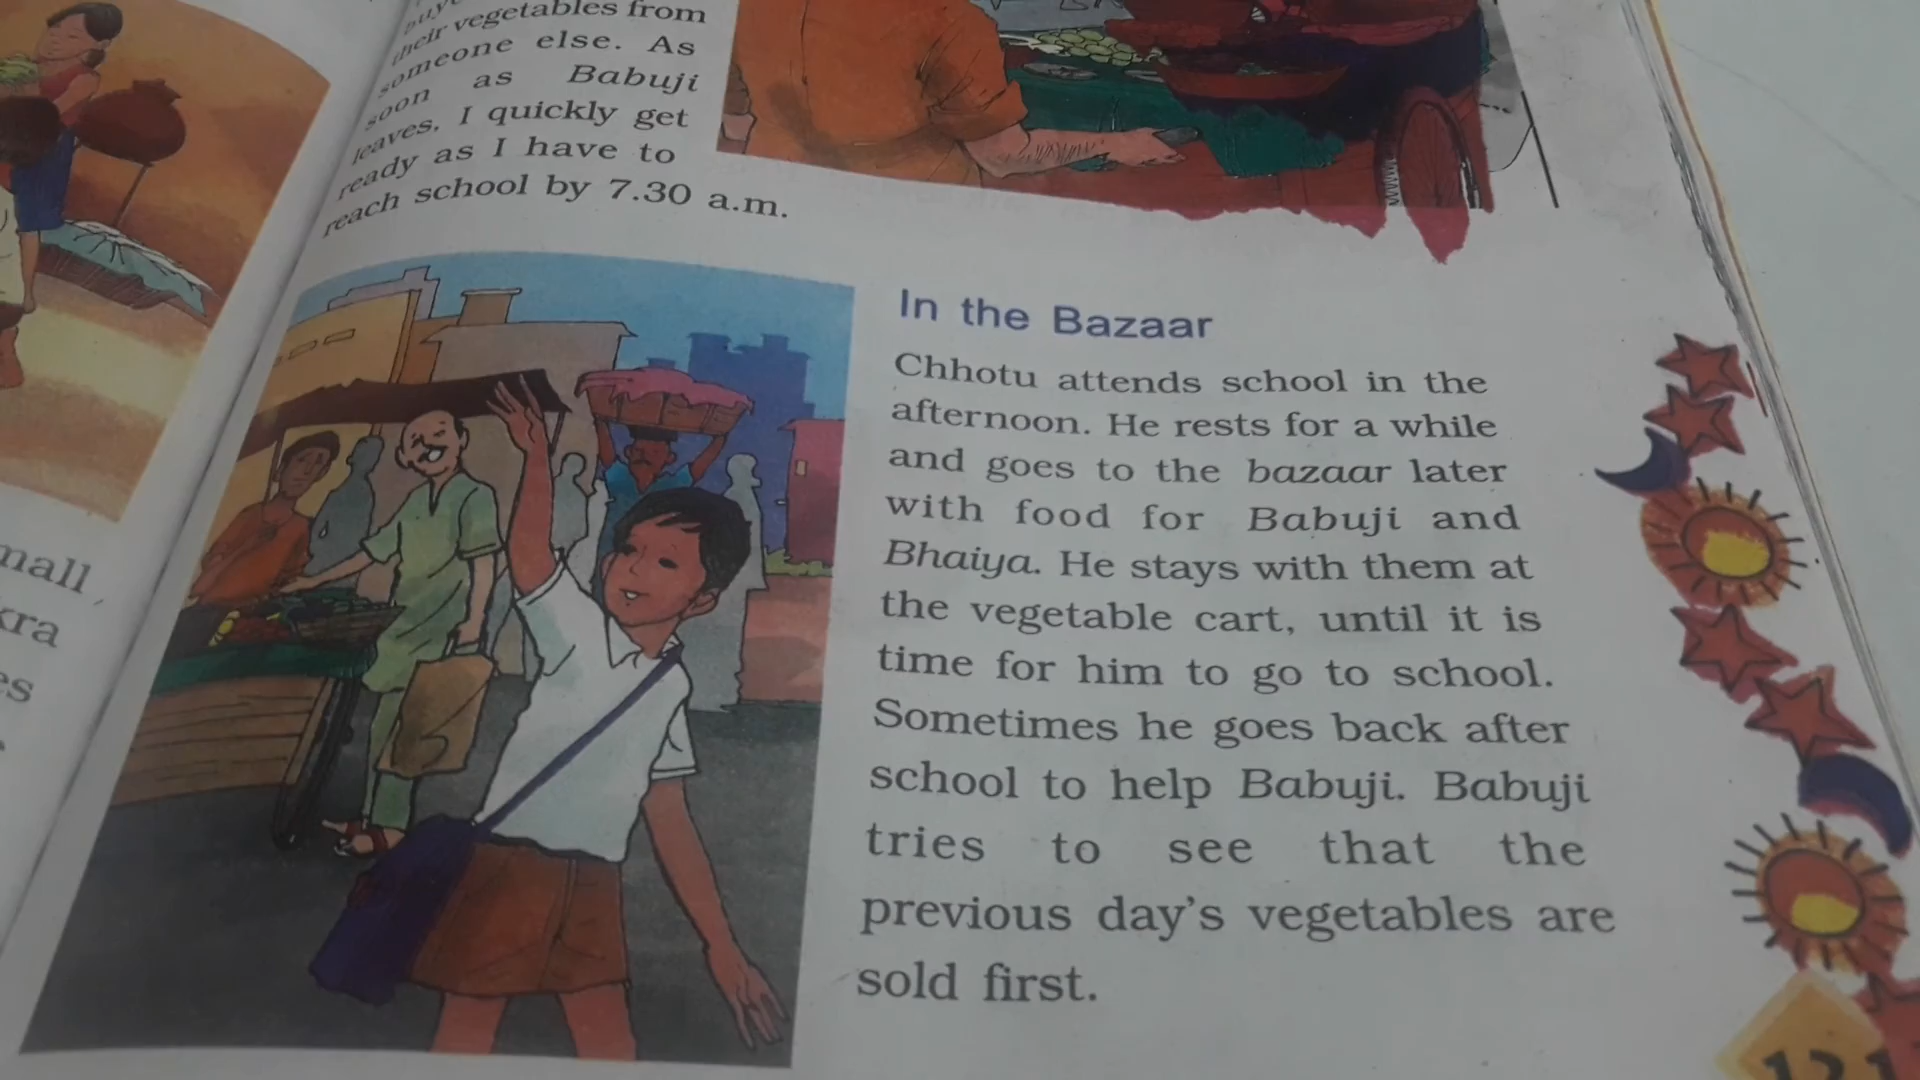 their vegetables from
someone else. As
soon as Babuji
leaves, I quickly get
ready as I have to
reach school by 7.30 a.m.
In the Bazaar
Chhotu attends school in the
afternoon. He rests for a while
and goes to the bazaar later
with food for Babuji and
Bhaiya. He stays with them at
the vegetable cart, until it is
time for him to go to school.
Sometimes he goes back after
school to help Babuji. Babuji
tries to see that the
previous day's vegetables are
sold first.